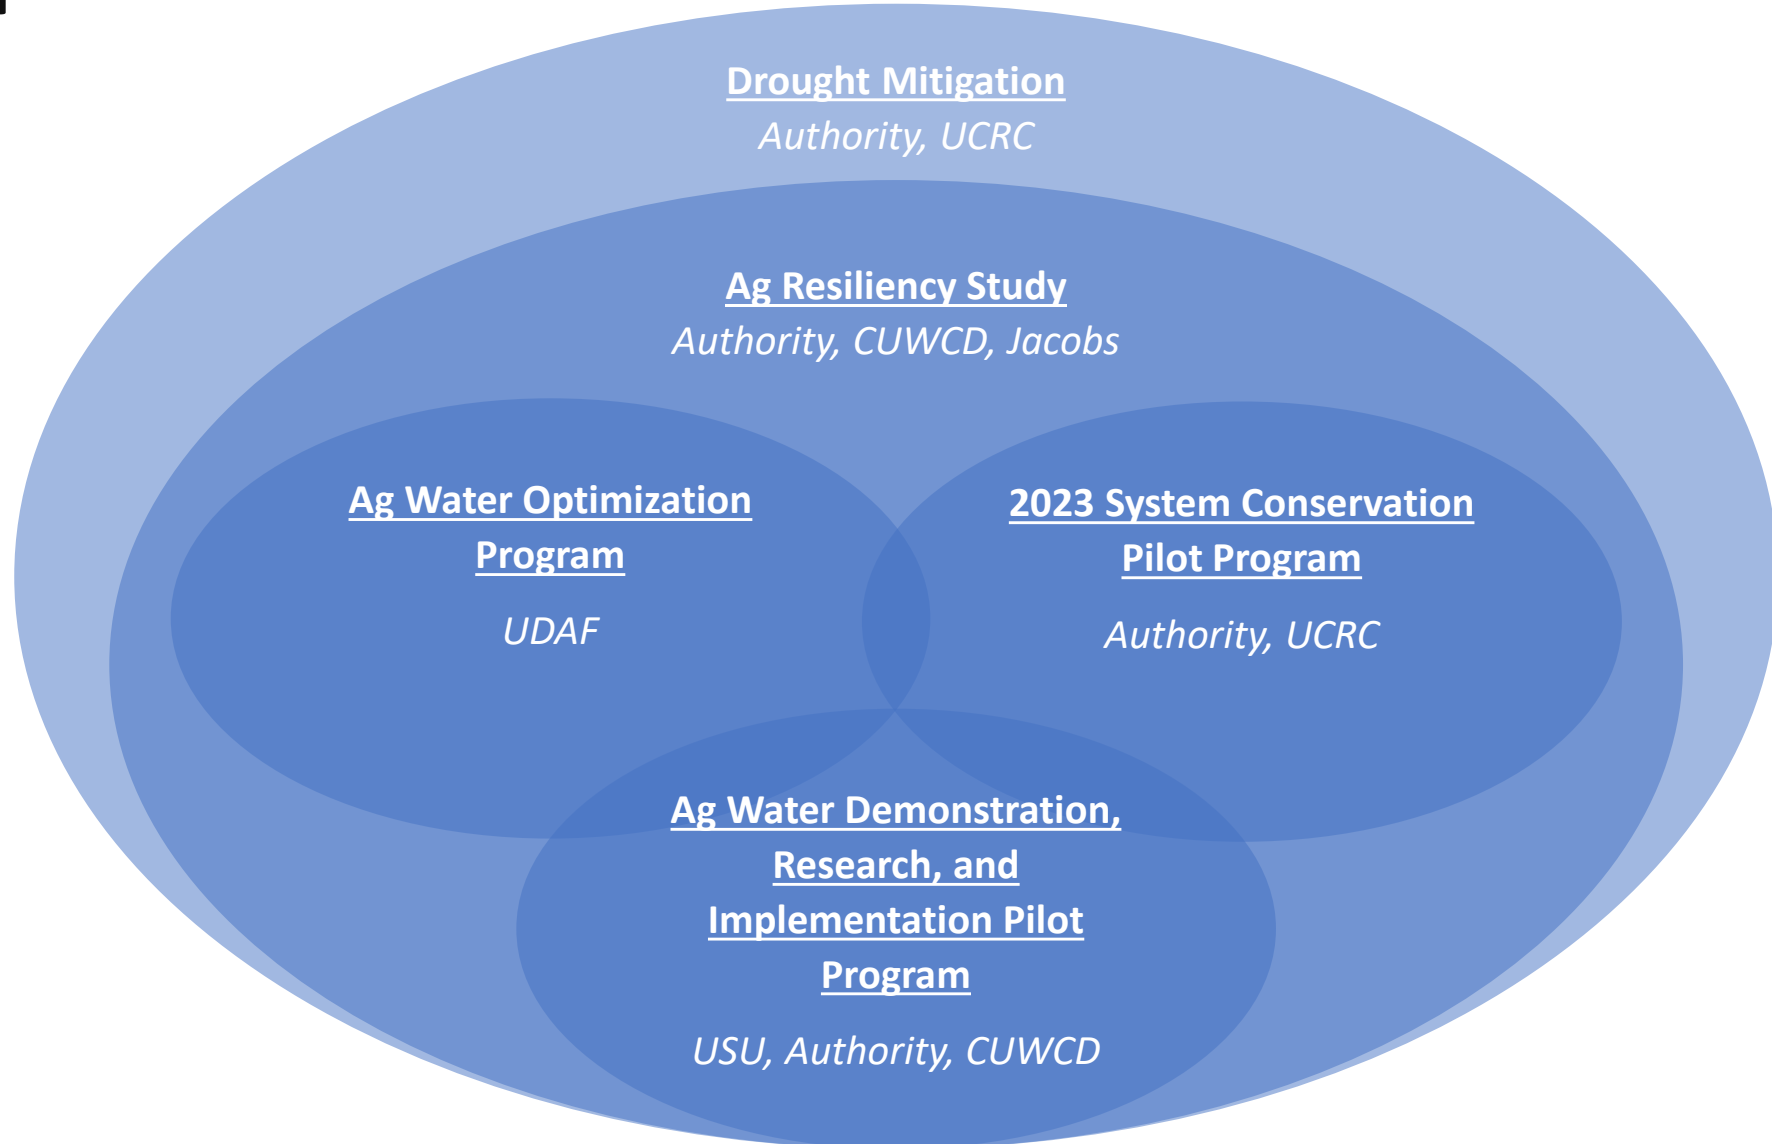 Drought Mitigation
Authority, UCRC
Ag Resiliency Study
Authority, CUWCD, Jacobs
Ag Water Optimization
Program
UDAF
2023 System Conservation
Pilot Program
Authority, UCRC
Ag Water Demonstration,
Research, and
Implementation Pilot
Program
USU, Authority, CUWCD